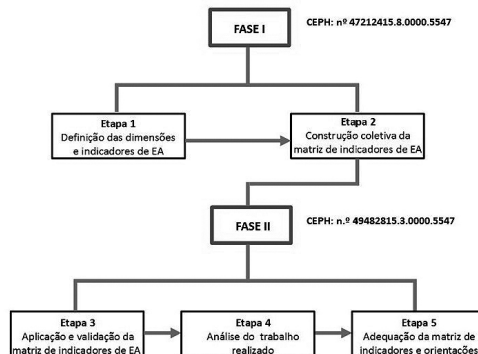 FASE I
CEPH: nº 47212415.8.0000.5547
Etapa 1
Definição das dimensões
e indicadores de EA
Etapa 2
Construção coletiva da
matriz de indicadores de EA
FASE II
CEPH: n.º 49482815.3.0000.5547
Etapa 3
Aplicação e validação da
matriz de indicadores de EA
Etapa 4
Análise do trabalho
realizado
Etapa 5
Adequação da matriz de
indicadores e orientações